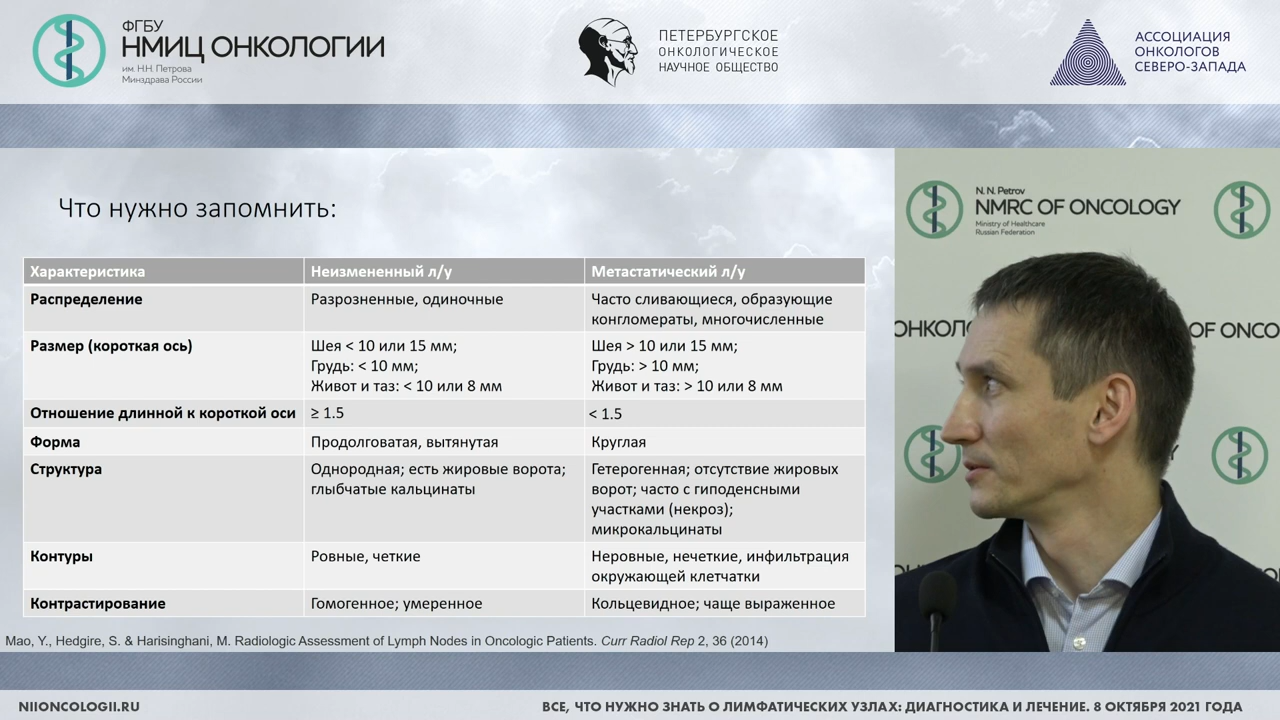 ФГБУ
НМИЦ ОНКОЛОГИИ
им. Н.Н. Петрова
Минздрава России
ПЕТЕРБУРГСКОЕ
ОНКОЛОГИЧЕСКОЕ
НАУЧНОЕ ОБЩЕСТВО
АССОЦИАЦИЯ
ОНКОЛОГОВ
СЕВЕРО-ЗАПАДА
Что нужно запомнить:
Характеристика Неизмененный л/у Метастатический л/у
Распределение Разрозненные, одиночные Часто сливающиеся, образующие
конгломераты, многочисленные
Размер (короткая ось) Шея < 10 или 15 мм; Шея > 10 или 15 мм;
Грудь: < 10 мм; Грудь: > 10 мм;
Живот и таз: < 10 или 8 мм Живот и таз: > 10 или 8 мм
Отношение длинной к короткой оси ≥ 1.5 < 1.5
Форма Продолговатая, вытянутая Круглая
Структура Однородная; есть жировые ворота; Гетерогенная; отсутствие жировых
глыбчатые кальцинаты ворот; часто с гиподенсными
участками (некроз);
микрокальцинаты
Контуры Ровные, четкие Неровные, нечеткие, инфильтрация
окружающей клетчатки
Контрастирование Гомогенное; умеренное Кольцевидное; чаще выраженное
Mao, Y., Hedgire, S. & Harisinghani, M. Radiologic Assessment of Lymph Nodes in Oncologic Patients. Curr Radiol Rep 2, 36 (2014)
N. N. Petrov
NMRC OF ONCOLOGY
Ministry of Healthcare
Russian Federation
ОНКОЛО
OF ONCO
NIIONCOLOGII.RU
ВСЕ, ЧТО НУЖНО ЗНАТЬ О ЛИМФАТИЧЕСКИХ УЗЛАХ: ДИАГНОСТИКА И ЛЕЧЕНИЕ. 8 ОКТЯБРЯ 2021 ГОДА